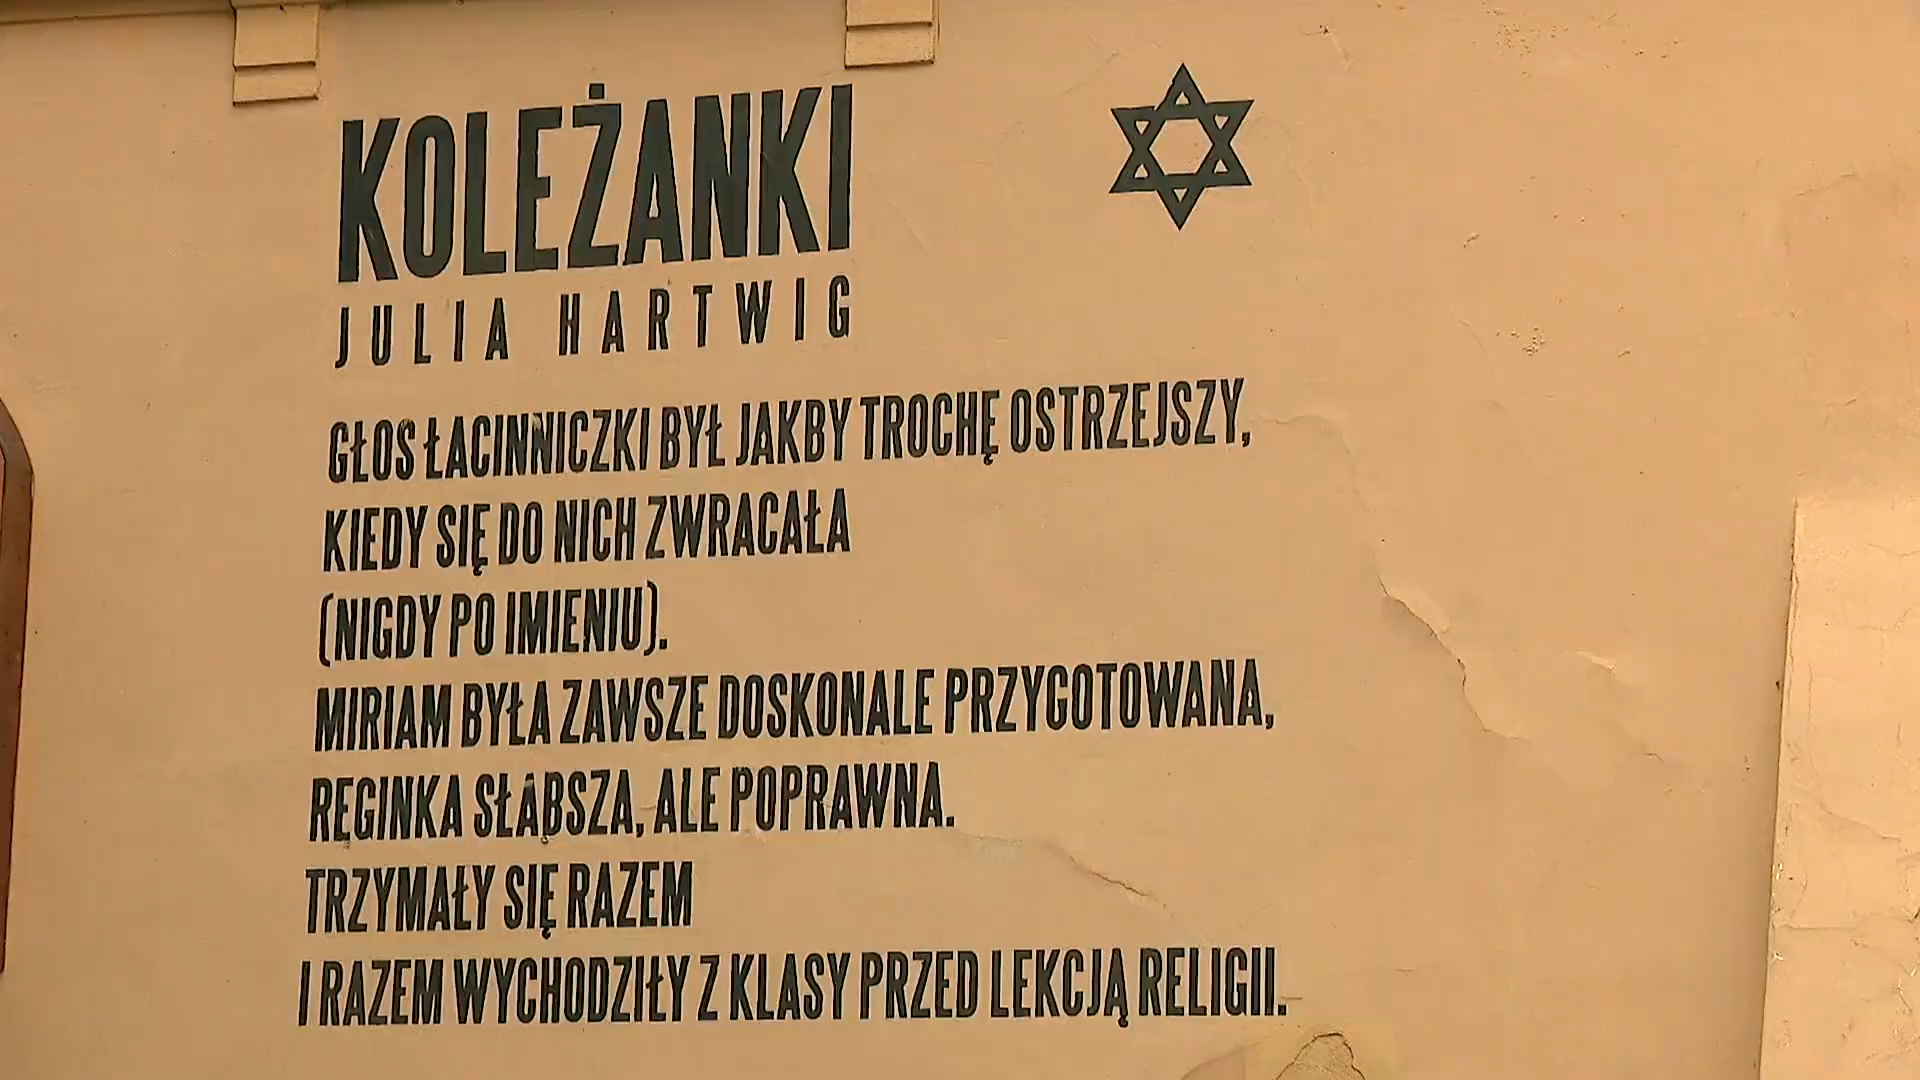 KOLEŻANKI
JULIA HARTWIG
GŁOS ŁACINNICZKI BYŁ JAKBY TROCHĘ OSTRZEJSZY,
KIEDY SIĘ DO NICH ZWRACAŁA
(NIGDY PO IMIENIU).
MIRIAM BYŁA ZAWSZE DOSKONALE PRZYGOTOWANA,
REGINKA SŁABSZA, ALE POPRAWNA.
TRZYMAŁY SIĘ RAZEM
I RAZEM WYCHODZIŁY Z KLASY PRZED LEKCJĄ RELIGII.